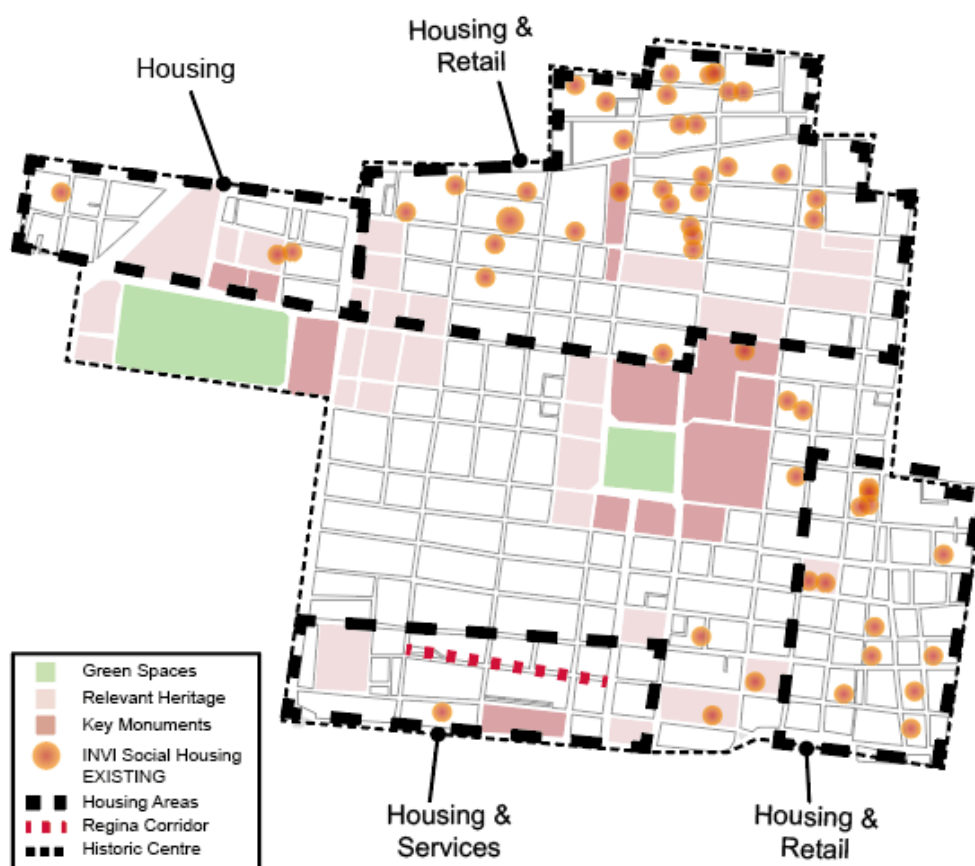 Housing &
Retail
Housing
Green Spaces
Relevant Heritage
Key Monuments
INVI Social Housing
EXISTING
Housing Areas
Regina Corridor
Historic Centre
Housing &
Services
Housing &
Retail